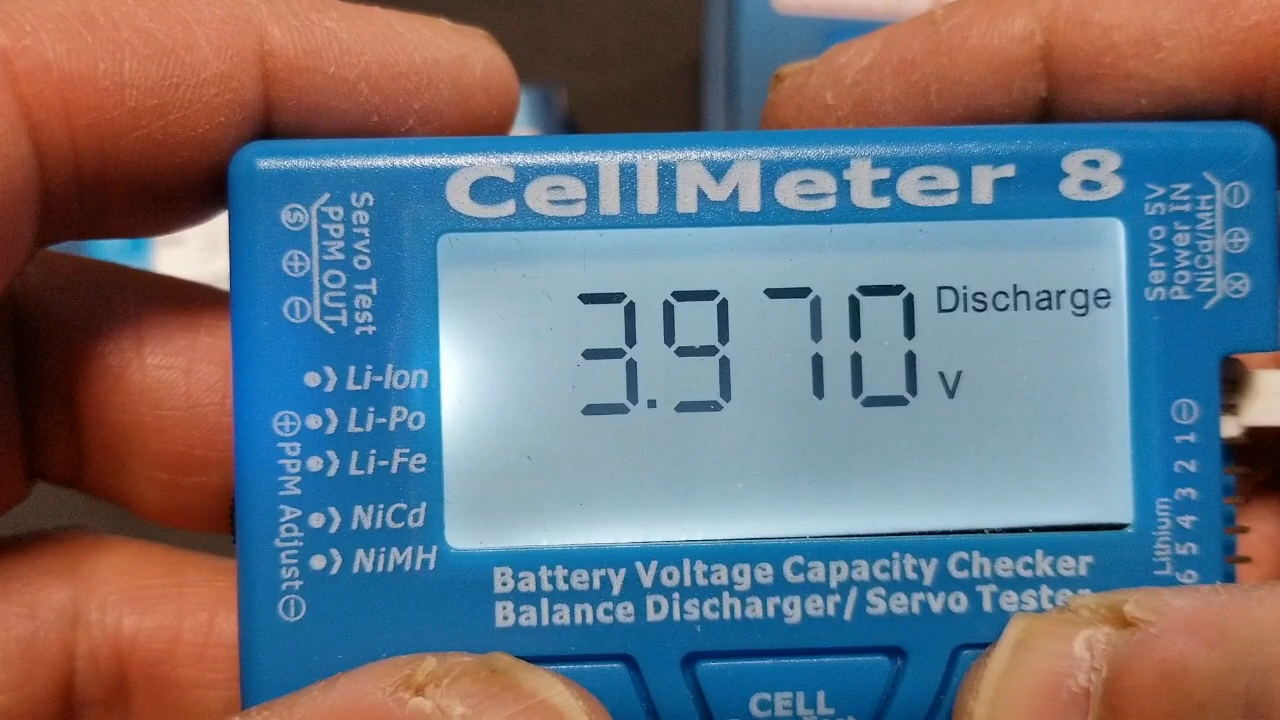 CellMeter 8
Servo Test
PPM OUT
Servo 5V
Power IN
NiCd/MH
3.970
Discharge
V
Li-Ion
Li-Po
Li-Fe
NiCd
NiMH
PPM Adjust
Lithium
6 5 4 3 2 1
Battery Voltage Capacity Checker
Balance Discharger/ Servo Tester
CELL